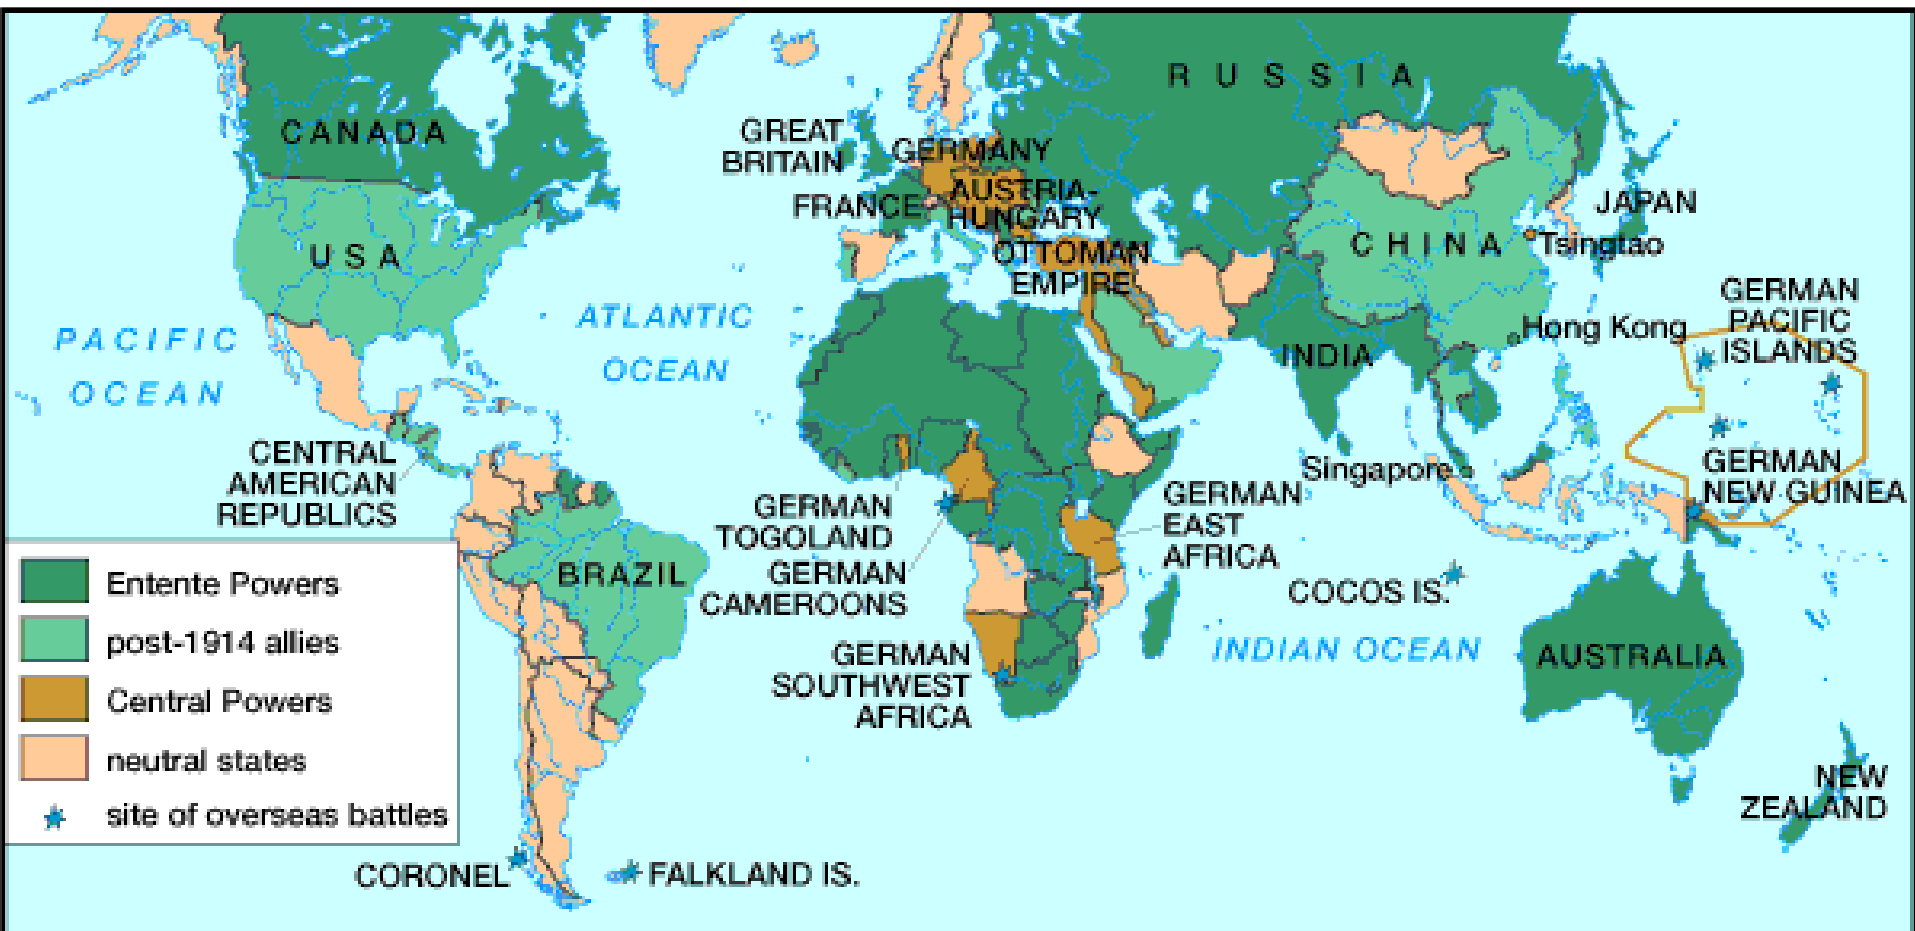 RUSSIA
CANADA
GREAT
BRITAIN
GERMANY
AUSTRIA-
HUNGARY
FRANCE
JAPAN
USA
CHINA
Tsingtao
OTTOMAN
EMPIRE
GERMAN
PACIFIC
ISLANDS
ATLANTIC
OCEAN
PACIFIC
OCEAN
Hong Kong
INDIA
CENTRAL
AMERICAN
REPUBLICS
Singapore
GERMAN
NEW GUINEA
GERMAN
TOGOLAND
GERMAN
EAST
AFRICA
GERMAN
CAMEROONS
BRAZIL
COCOS IS.
INDIAN OCEAN
AUSTRALIA
GERMAN
SOUTHWEST
AFRICA
NEW
ZEALAND
Entente Powers
post-1914 allies
Central Powers
neutral states
site of overseas battles
CORONEL
FALKLAND IS.